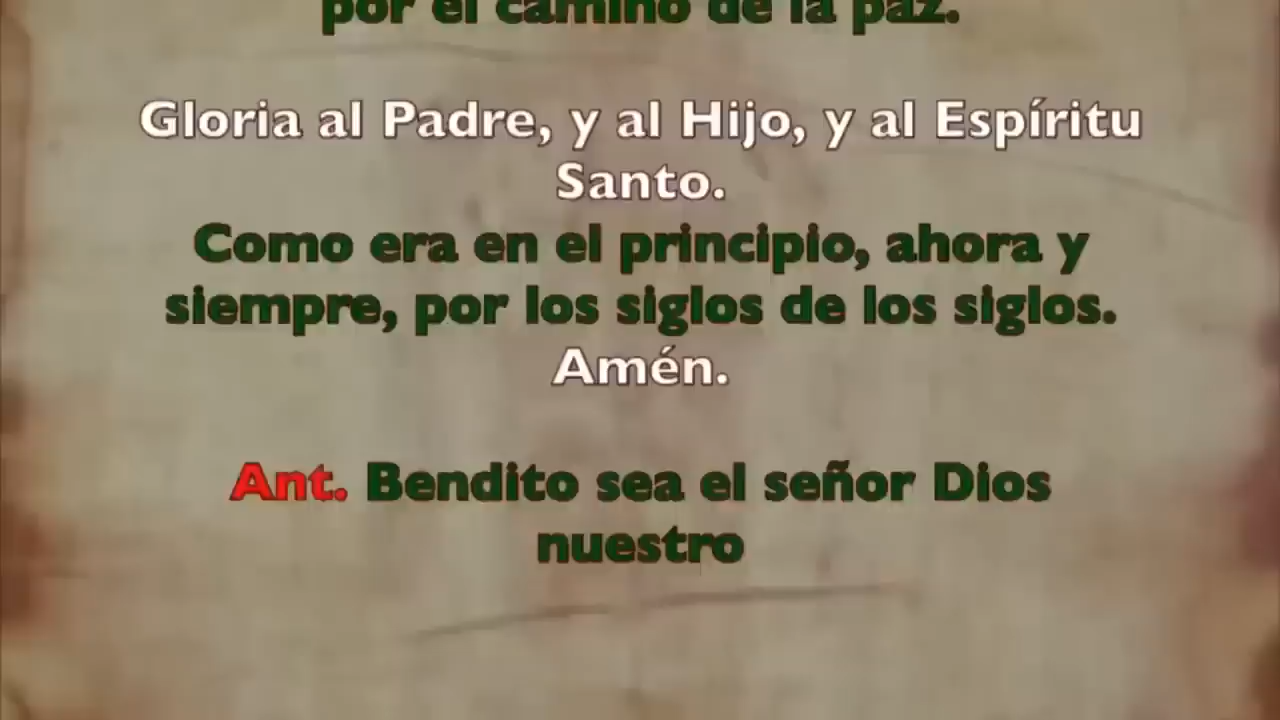 por el camino de la paz.
Gloria al Padre, y al Hijo, y al Espíritu
Santo.
Como era en el principio, ahora y
siempre, por los siglos de los siglos.
Amén.
Ant. Bendito sea el señor Dios
nuestro